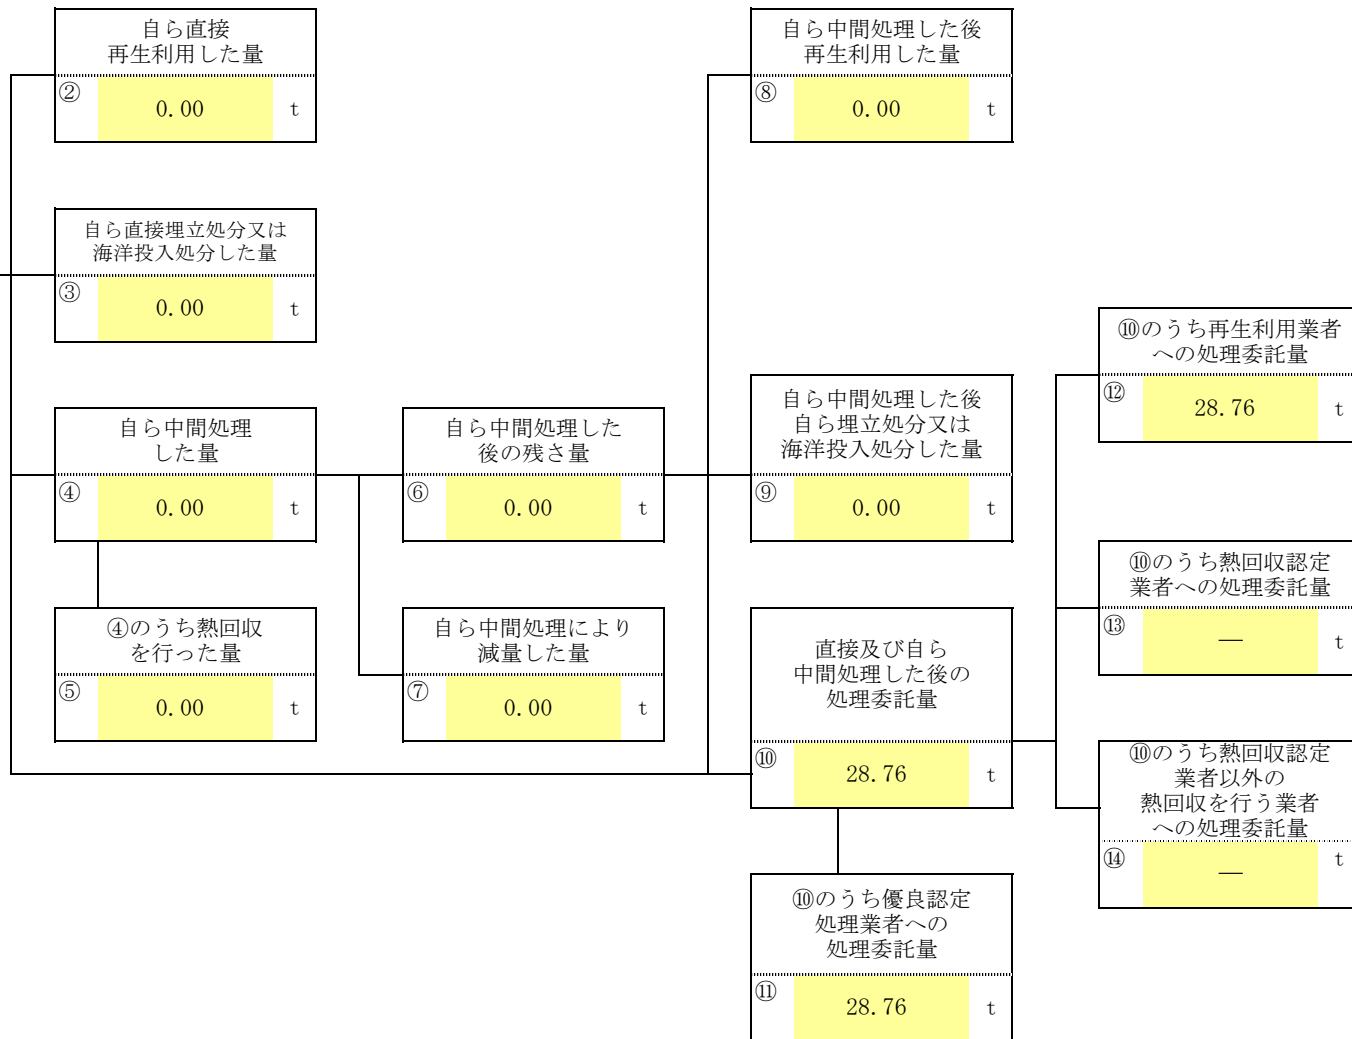 自ら直接
再生利用した量
② 0.00 t
自ら直接埋立処分又は
海洋投入処分した量
③ 0.00 t
自ら中間処理
した量
④ 0.00 t
④のうち熱回収
を行った量
⑤ 0.00 t
自ら中間処理した
後の残さ量
⑥ 0.00 t
自ら中間処理により
減量した量
⑦ 0.00 t
自ら中間処理した後
再生利用した量
⑧ 0.00 t
自ら中間処理した後
自ら埋立処分又は
海洋投入処分した量
⑨ 0.00 t
直接及び自ら
中間処理した後の
処理委託量
⑩ 28.76 t
⑩のうち優良認定
処理業者への
処理委託量
⑪ 28.76 t
⑩のうち再生利用業者
への処理委託量
⑫ 28.76 t
⑩のうち熱回収認定
業者への処理委託量
⑬ ― t
⑩のうち熱回収認定
業者以外の
熱回収を行う業者
への処理委託量
⑭ ― t